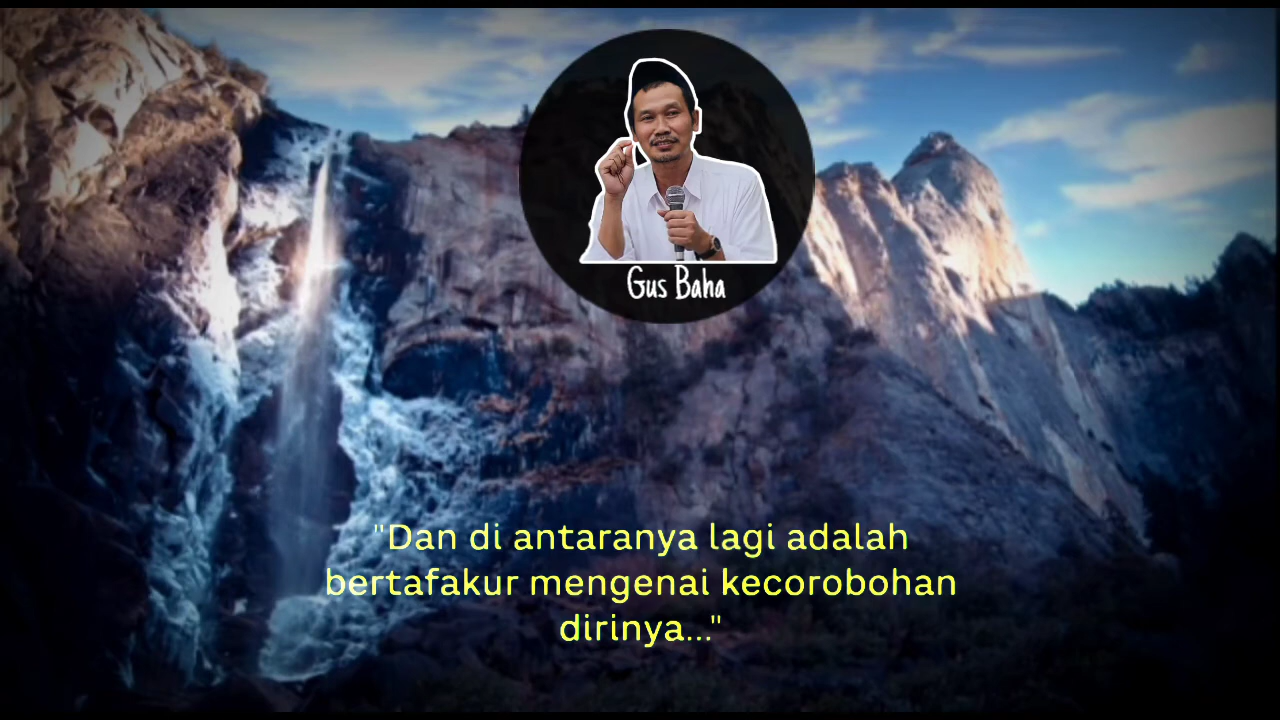 Gus Baha
"Dan di antaranya lagi adalah
bertafakur mengenai kecorobohan
dirinya..."